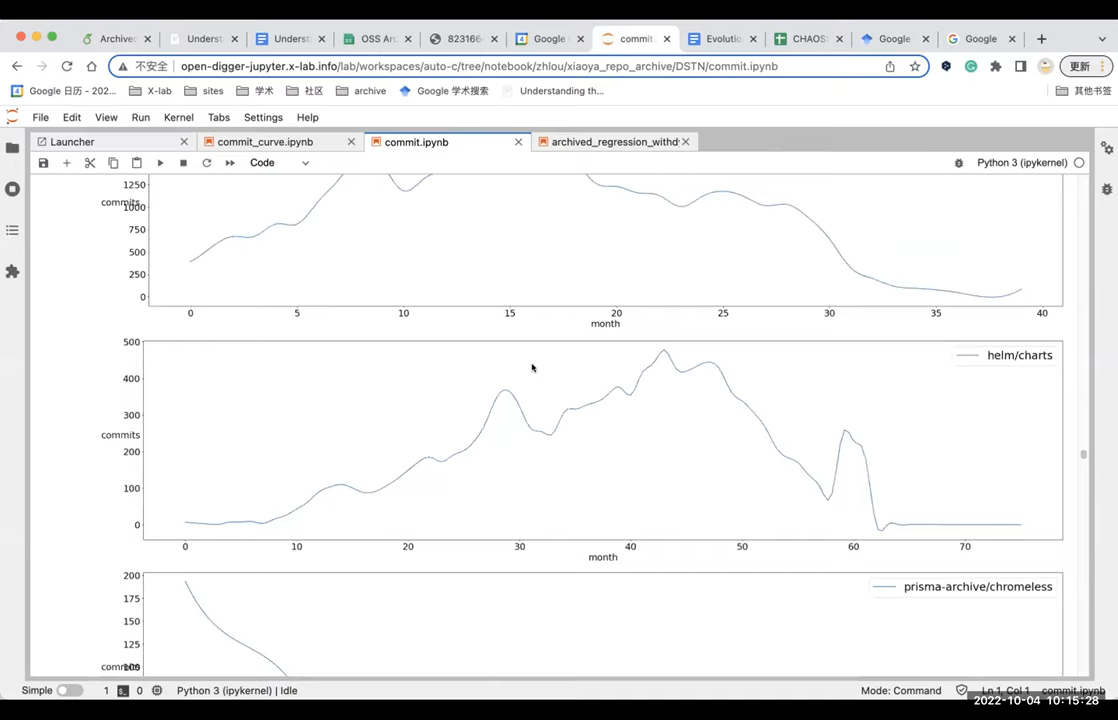 Archived
Underst
Underst
OSS Arc
823166
Google
commit.
Evolutio
CHAOS
Google
Google
不安全
open-digger-jupyter.x-lab.info/lab/workspaces/auto-c/tree/notebook/zhlou/xiaoya_repo_archive/DSTN/commit.ipynb
更新
Google 日历 - 202...
X-lab
sites
学术
社区
archive
Google 学术搜索
Understanding th...
其他书签
File Edit View Run Kernel Tabs Settings Help
Launcher
commit_curve.ipynb
commit.ipynb
archived_regression_withd
Code
Python 3 (ipykernel)
1250
commits
1000
750
500
250
0
0 5 10 15 20 25 30 35 40
month
500
helm/charts
400
300
commits
200
100
0
0 10 20 30 40 50 60 70
month
200
prisma-archive/chromeless
175
150
125
commits
100
Simple
1
0
Python 3 (ipykernel) | Idle
Mode: Command
Ln 1, Col 1
commit.ipynb
2022-10-04 10:15:28